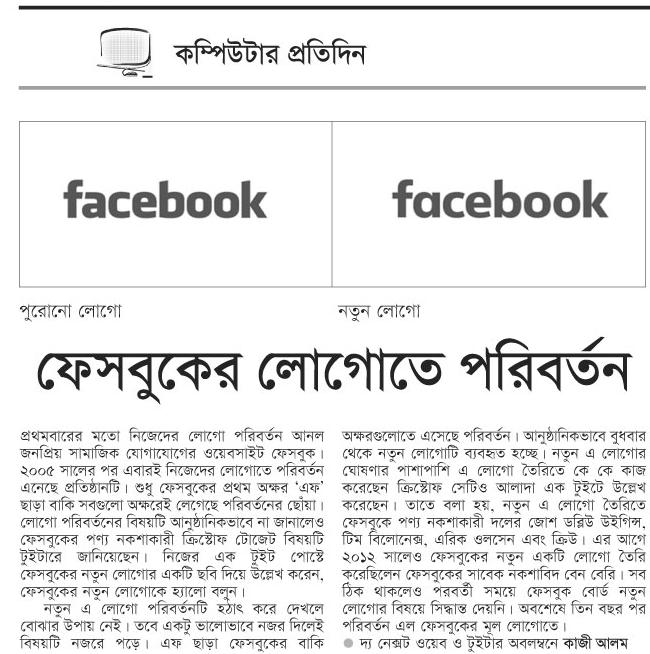 কম্পিউটার প্রতিদিন
facebook
facebook
পুরোনো লোগো
নতুন লোগো
ফেসবুকের লোগোতে পরিবর্তন
প্রথমবারের মতো নিজেদের লোগো পরিবর্তন আনল
জনপ্রিয় সামাজিক যোগাযোগের ওয়েবসাইট ফেসবুক।
২০০৫ সালের পর এবারই নিজেদের লোগোতে পরিবর্তন
এনেছে প্রতিষ্ঠানটি। শুধু ফেসবুকের প্রথম অক্ষর ‘এফ’
ছাড়া বাকি সবগুলো অক্ষরেই লেগেছে পরিবর্তনের ছোঁয়া।
লোগো পরিবর্তনের বিষয়টি আনুষ্ঠানিকভাবে না জানালেও
ফেসবুকের পণ্য নকশাকারী ক্রিস্টোফ টোজেট বিষয়টি
টুইটারে জানিয়েছেন। নিজের এক টুইট পোস্টে
ফেসবুকের নতুন লোগোর একটি ছবি দিয়ে উল্লেখ করেন,
ফেসবুকের নতুন লোগোকে হ্যালো বলুন।
নতুন এ লোগো পরিবর্তনটি হঠাৎ করে দেখলে
বোঝার উপায় নেই। তবে একটু ভালোভাবে নজর দিলেই
বিষয়টি নজরে পড়ে। এফ ছাড়া ফেসবুকের বাকি
অক্ষরগুলোতে এসেছে পরিবর্তন। আনুষ্ঠানিকভাবে বুধবার
থেকে নতুন লোগোটি ব্যবহৃত হচ্ছে। নতুন এ লোগোর
ঘোষণার পাশাপাশি এ লোগো তৈরিতে কে কে কাজ
করেছেন ক্রিস্টোফ সেটিও আলাদা এক টুইটে উল্লেখ
করেছেন। তাতে বলা হয়, নতুন এ লোগো তৈরিতে
ফেসবুকে পণ্য নকশাকারী দলের জোশ ডব্লিউ উইগিন্স,
টিম বিলোনেক্স, এরিক ওলসেন এবং ক্রিউ। এর আগে
২০১২ সালেও ফেসবুকের নতুন একটি লোগো তৈরি
করেছিলেন ফেসবুকের সাবেক নকশাবিদ বেন বেরি। সব
ঠিক থাকলেও পরবর্তী সময়ে ফেসবুক বোর্ড নতুন
লোগোর বিষয়ে সিদ্ধান্ত দেয়নি। অবশেষে তিন বছর পর
পরিবর্তন এল ফেসবুকের মূল লোগোতে।
● দ্য নেক্সট ওয়েব ও টুইটার অবলম্বনে কাজী আলম